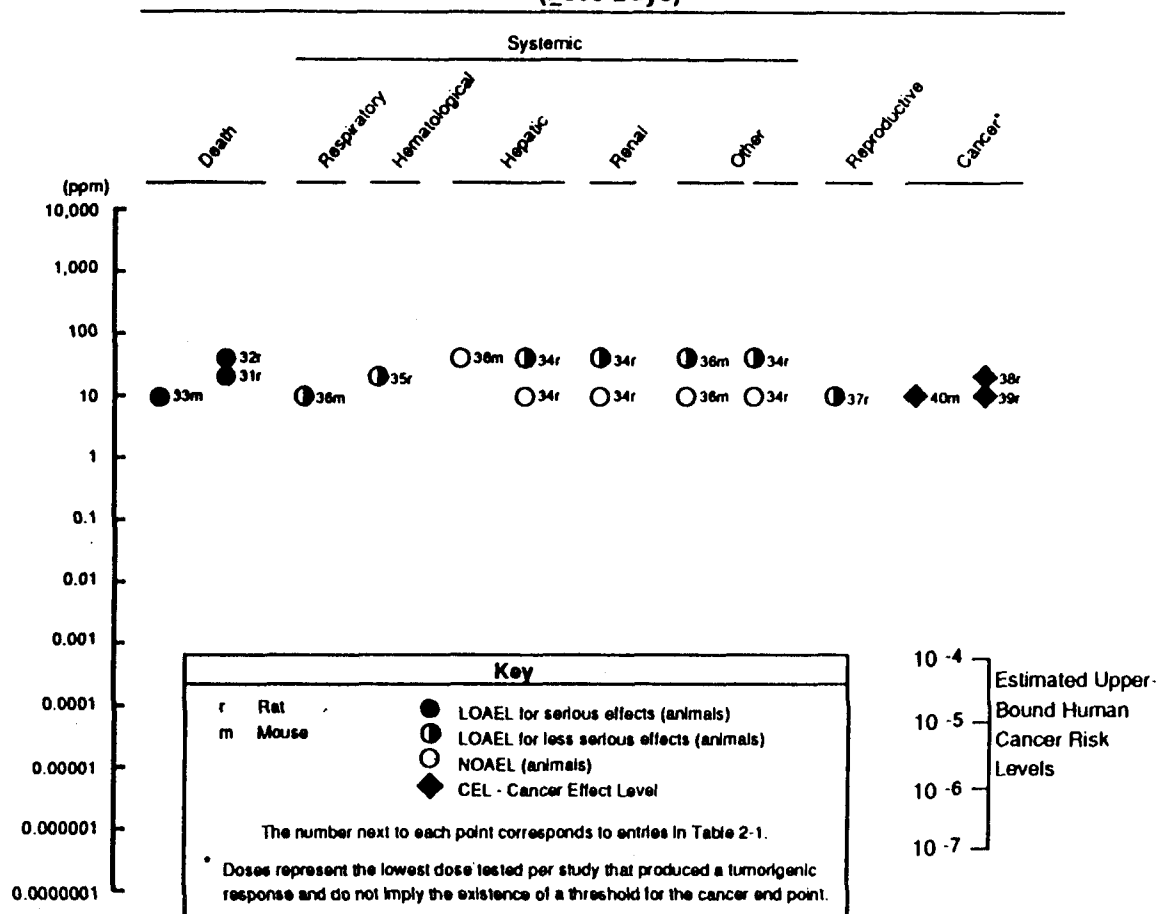 Days)
Systemic
Death
Respiratory
Hematological
Hepatic
Renal
Other
Reproductive
Cancer*
(ppm)
10,000
1,000
100
32r
36m
34r
34r
36m
34r
31r
35r
38r
10
33m
36m
34r
34r
36m
34r
37r
40m
39r
1
0.1
0.01
0.001
0.0001
0.00001
0.000001
0.0000001
Key
r Rat
m Mouse
LOAEL for serious effects (animals)
LOAEL for less serious effects (animals)
NOAEL (animals)
CEL - Cancer Effect Level
The number next to each point corresponds to entries in Table 2-1.
* Doses represent the lowest dose tested per study that produced a tumorigenic
response and do not imply the existence of a threshold for the cancer end point.
10 -4
10 -5
10 -6
10 -7
Estimated Upper-
Bound Human
Cancer Risk
Levels